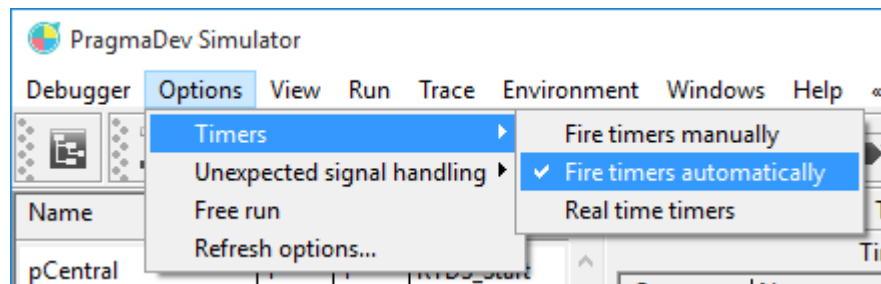 PragmaDev Simulator
Debugger Options View Run Trace Environment Windows Help «
Timers
Fire timers manually
Unexpected signal handling
Fire timers automatically
Name
Free run
Real time timers
Refresh options...
pCentral